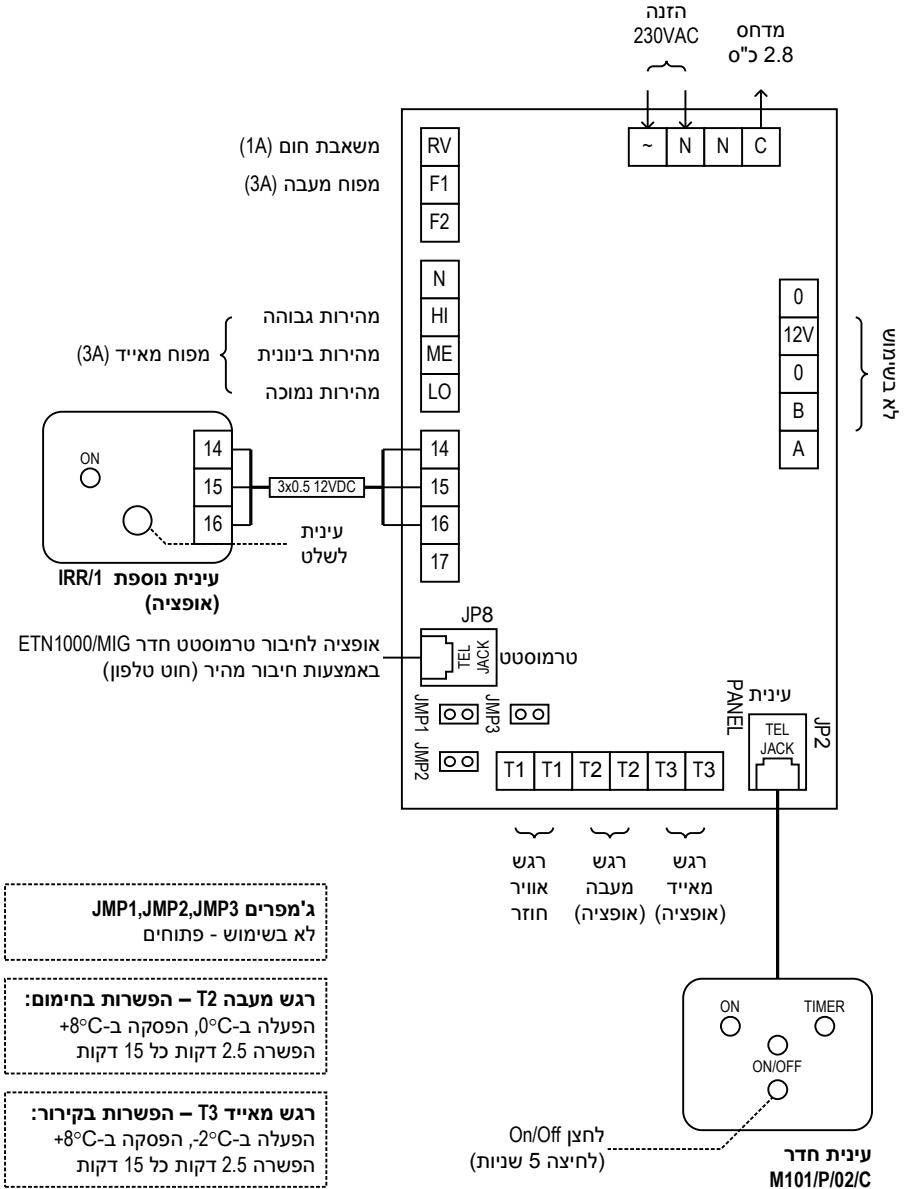 הזנה
230VAC
מדחס
2.8 כ"ס
~ N N C
משאבת חום (1A)
RV
מפוח מעבה (3A)
F1
F2
N
מהירות גבוהה
HI
מהירות בינונית
ME
מהירות נמוכה
LO
מפוח מאייד (3A)
0
12V
0
B
A
לא בשימוש
ON
14
15
16
3x0.5 12VDC
14
15
16
17
עינית
לשלט
עינית נוספת IRR/1
(אופציה)
JP8
TEL
JACK
טרמוסטט
אופציה לחיבור טרמוסטט חדר ETN1000/MIG
באמצעות חיבור מהיר (חוט טלפון)
JMP1
JMP3
JMP2
T1 T1 T2 T2 T3 T3
עינית
PANEL
JP2
TEL
JACK
רגש
אוויר
חוזר
רגש
מעבה
(אופציה)
רגש
מאייד
(אופציה)
ג'מפרים JMP1,JMP2,JMP3
לא בשימוש - פתוחים
רגש מעבה T2 – הפשרות בחימום:
הפעלה ב-0°C, הפסקה ב-8°C+
הפשרה 2.5 דקות כל 15 דקות
רגש מאייד T3 – הפשרות בקירור:
הפעלה ב-2°C-, הפסקה ב-8°C+
הפשרה 2.5 דקות כל 15 דקות
ON
TIMER
ON/OFF
לחצן On/Off
(לחיצה 5 שניות)
עינית חדר
M101/P/02/C